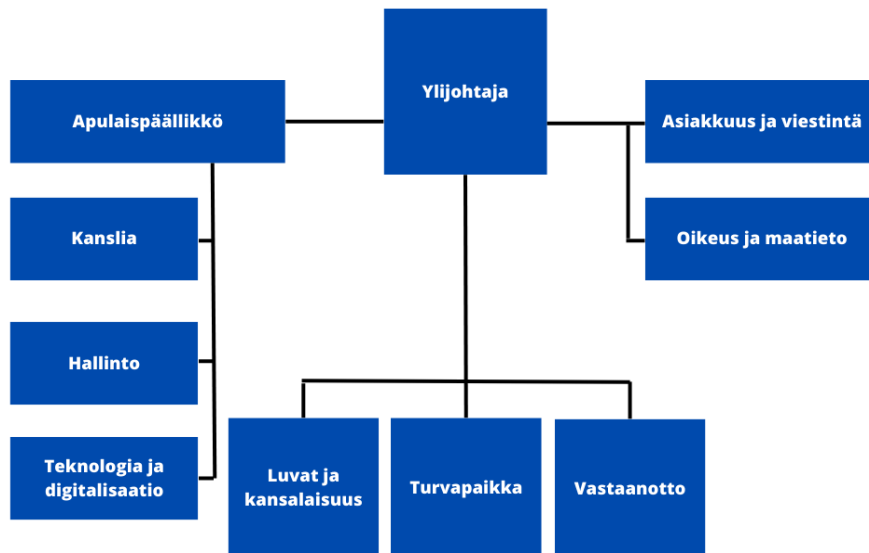 Ylijohtaja
Apulaispäällikkö
Asiakkuus ja viestintä
Kanslia
Oikeus ja maatieto
Hallinto
Teknologia ja
digitalisaatio
Luvat ja
kansalaisuus
Turvapaikka
Vastaanotto